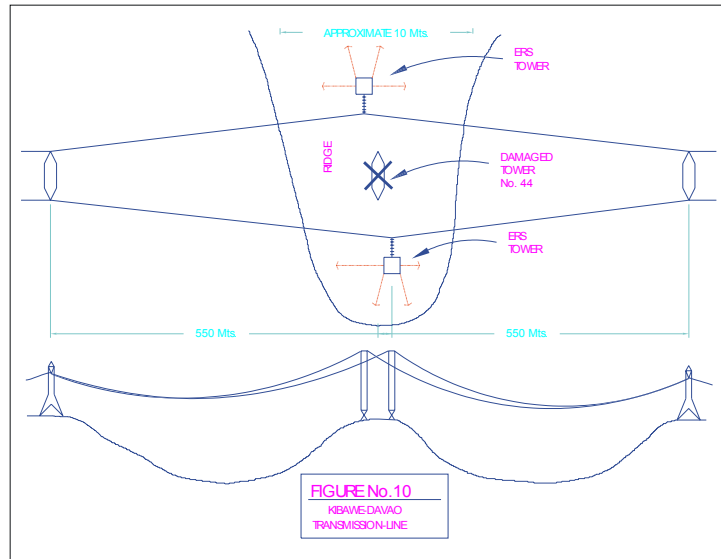 APPROXIMATE 10 Mts.
ERS
TOWER
RIDGE
DAMAGED
TOWER
No. 44
ERS
TOWER
550 Mts.
550 Mts.
FIGURE No.10
KIBAWE-DAVAO
TRANSMISSION-LINE